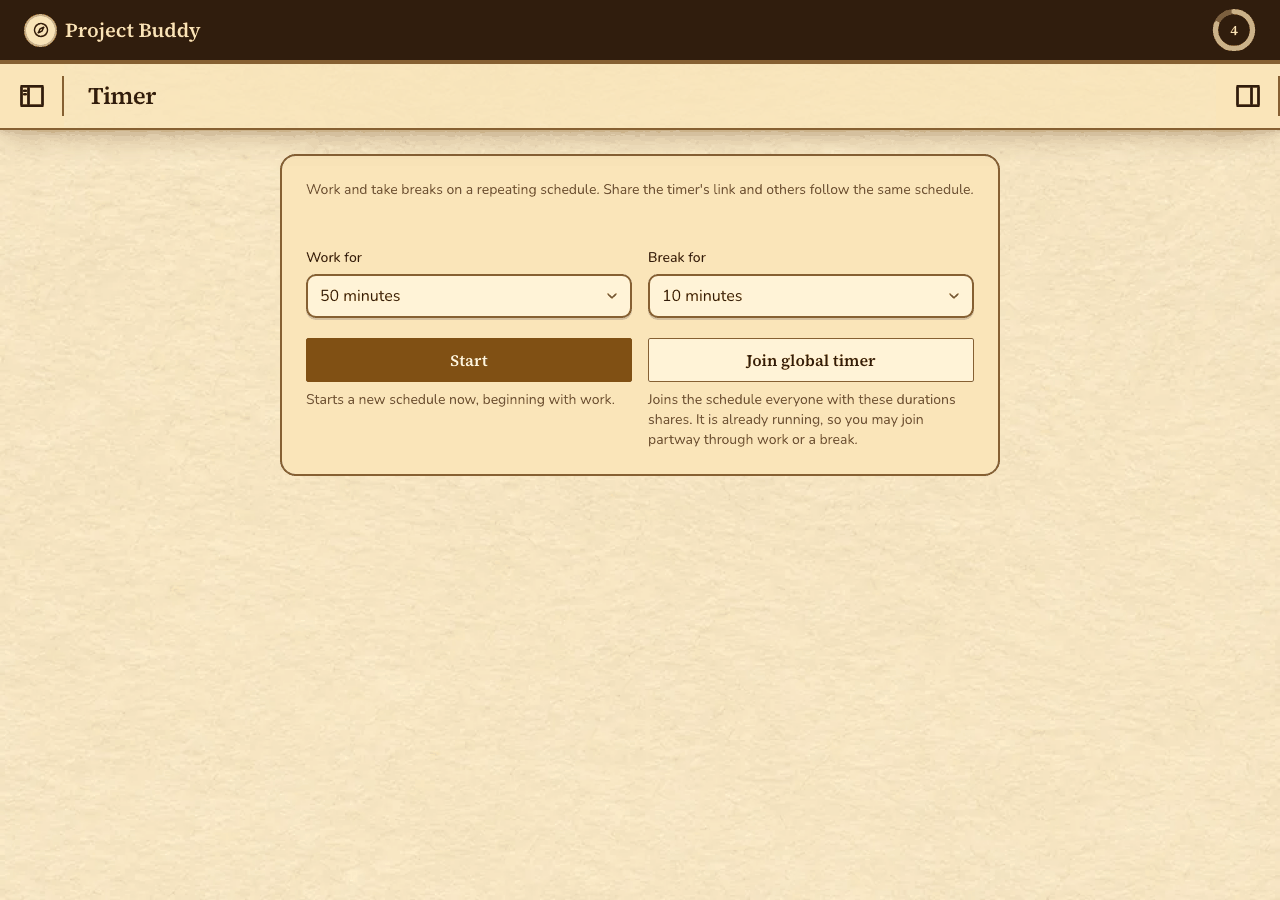 Project Buddy
4
Timer
Work and take breaks on a repeating schedule. Share the timer's link and others follow the same schedule.
Work for
50 minutes
Break for
10 minutes
Start
Starts a new schedule now, beginning with work.
Join global timer
Joins the schedule everyone with these durations
shares. It is already running, so you may join
partway through work or a break.